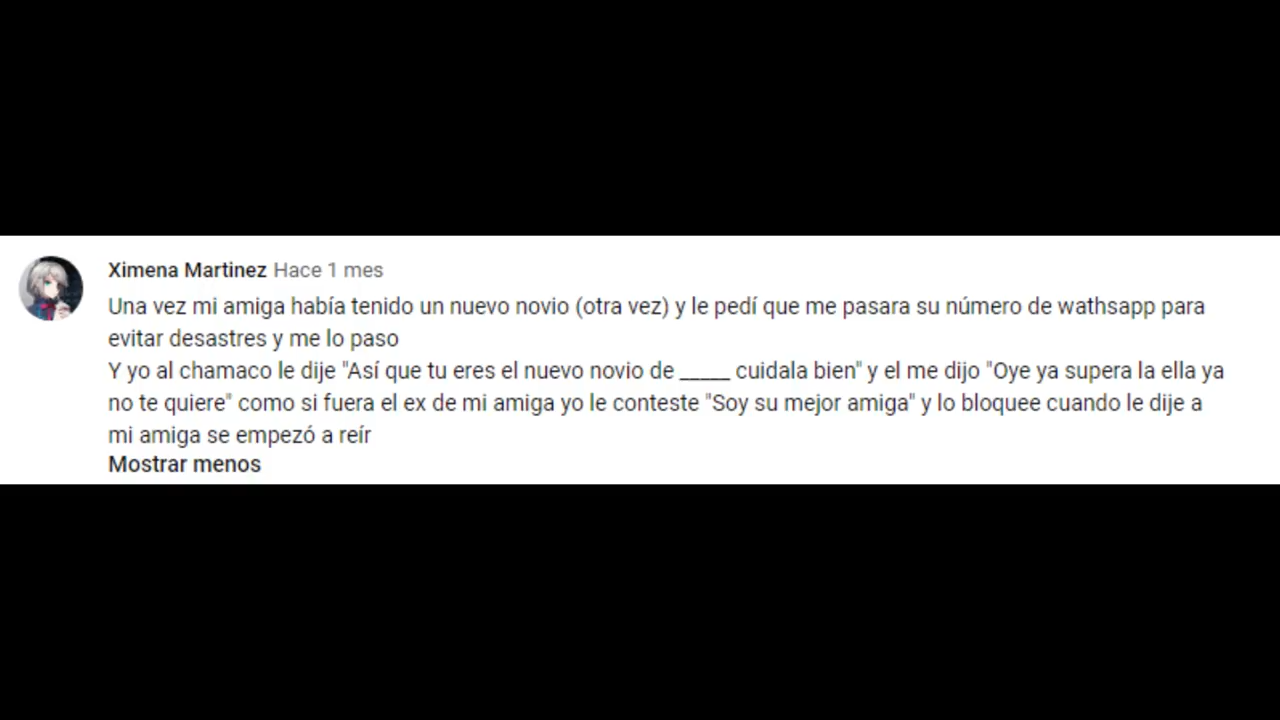 Ximena Martinez Hace 1 mes
Una vez mi amiga había tenido un nuevo novio (otra vez) y le pedí que me pasara su número de wathsapp para
evitar desastres y me lo paso
Y yo al chamaco le dije "Así que tu eres el nuevo novio de _____ cuidala bien" y el me dijo "Oye ya supera la ella ya
no te quiere" como si fuera el ex de mi amiga yo le conteste "Soy su mejor amiga" y lo bloquee cuando le dije a
mi amiga se empezó a reír
Mostrar menos